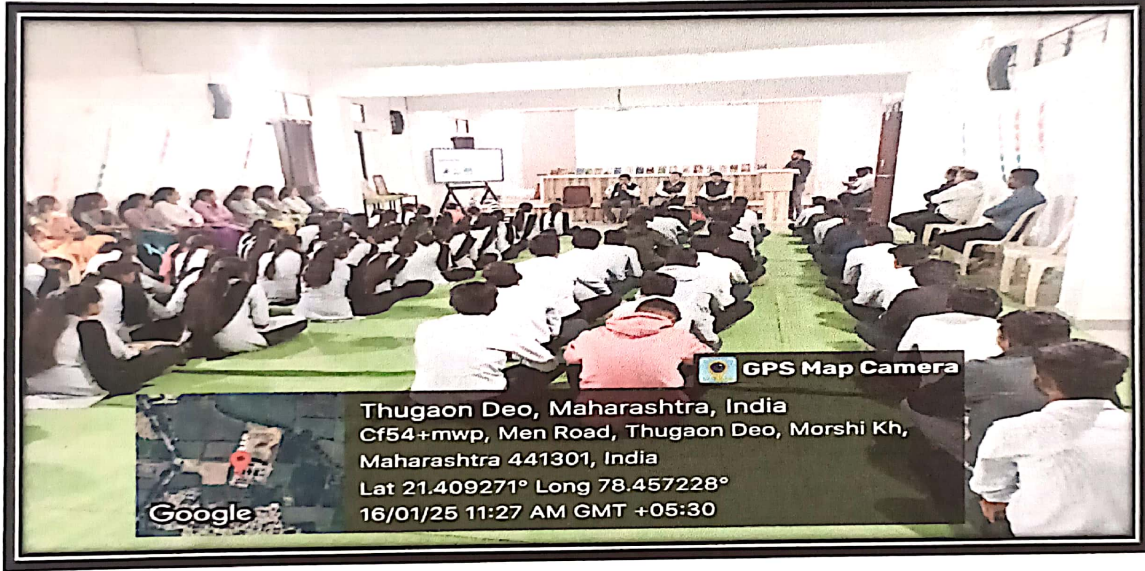 GPS Map Camera
Thugaon Deo, Maharashtra, India
Cf54+mwp, Men Road, Thugaon Deo, Morshi Kh,
Maharashtra 441301, India
Lat 21.409271° Long 78.457228°
16/01/25 11:27 AM GMT +05:30
Google